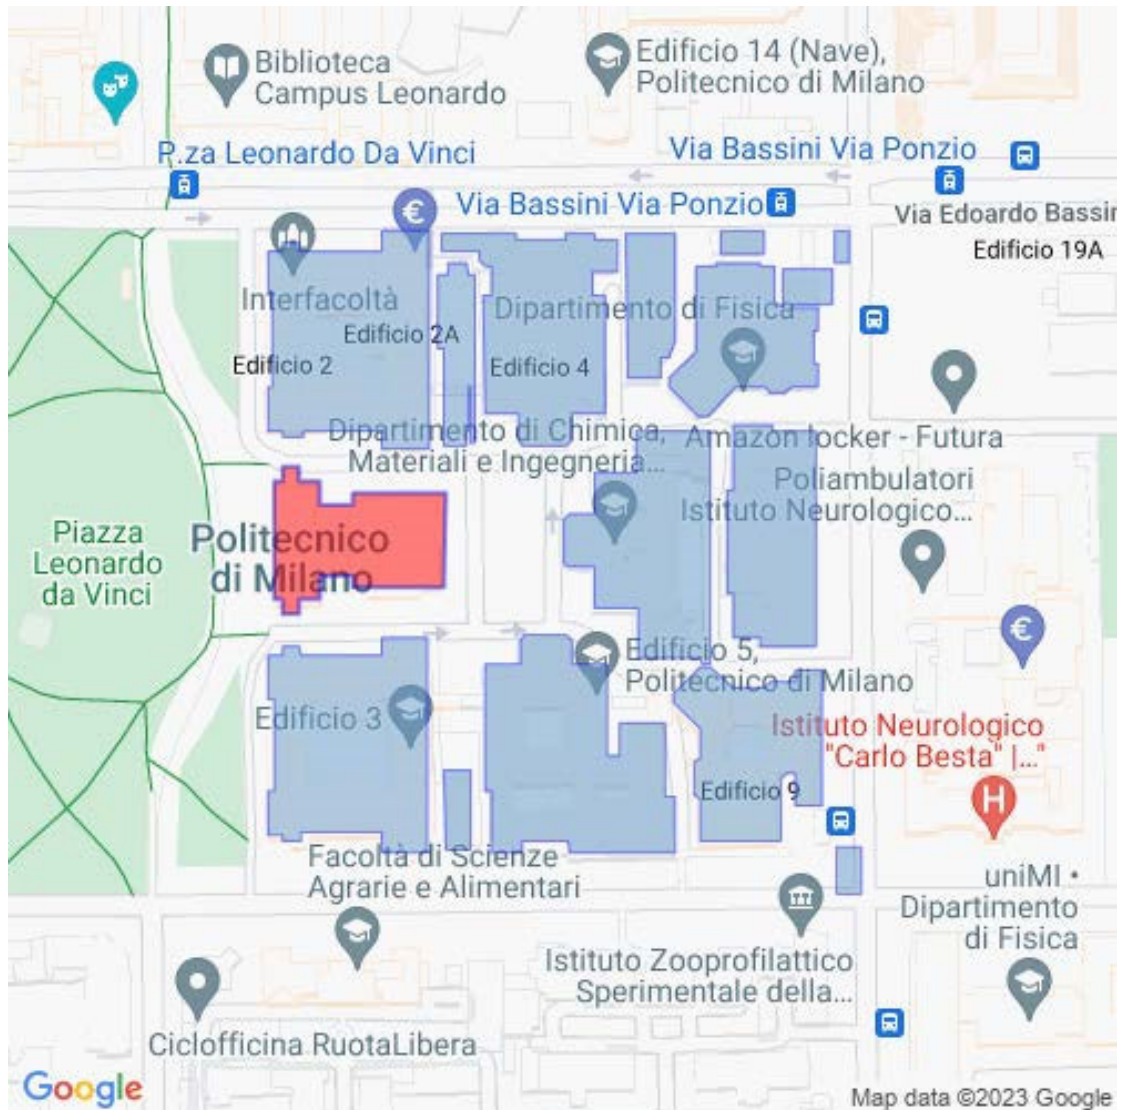 Biblioteca
Campus Leonardo
Edificio 14 (Nave),
Politecnico di Milano
P.za Leonardo Da Vinci
Via Bassini Via Ponzio
Via Bassini Via Ponzio
Via Edoardo Bassin
Edificio 19A
Interfacoltà
Dipartimento di Fisica
Edificio 2A
Edificio 2
Edificio 4
Dipartimento di Chimica,
Materiali e Ingegneria...
Amazon locker - Futura
Poliambulatori
Istituto Neurologico...
Piazza
Leonardo
da Vinci
Politecnico
di Milano
€
Edificio 5,
Politecnico di Milano
Edificio 3
€
Istituto Neurologico
"Carlo Besta" |..."
Edificio 9
H
Facoltà di Scienze
Agrarie e Alimentari
uniMI •
Dipartimento
di Fisica
Istituto Zooprofilattico
Sperimentale della...
Ciclofficina RuotaLibera
Google
Map data ©2023 Google